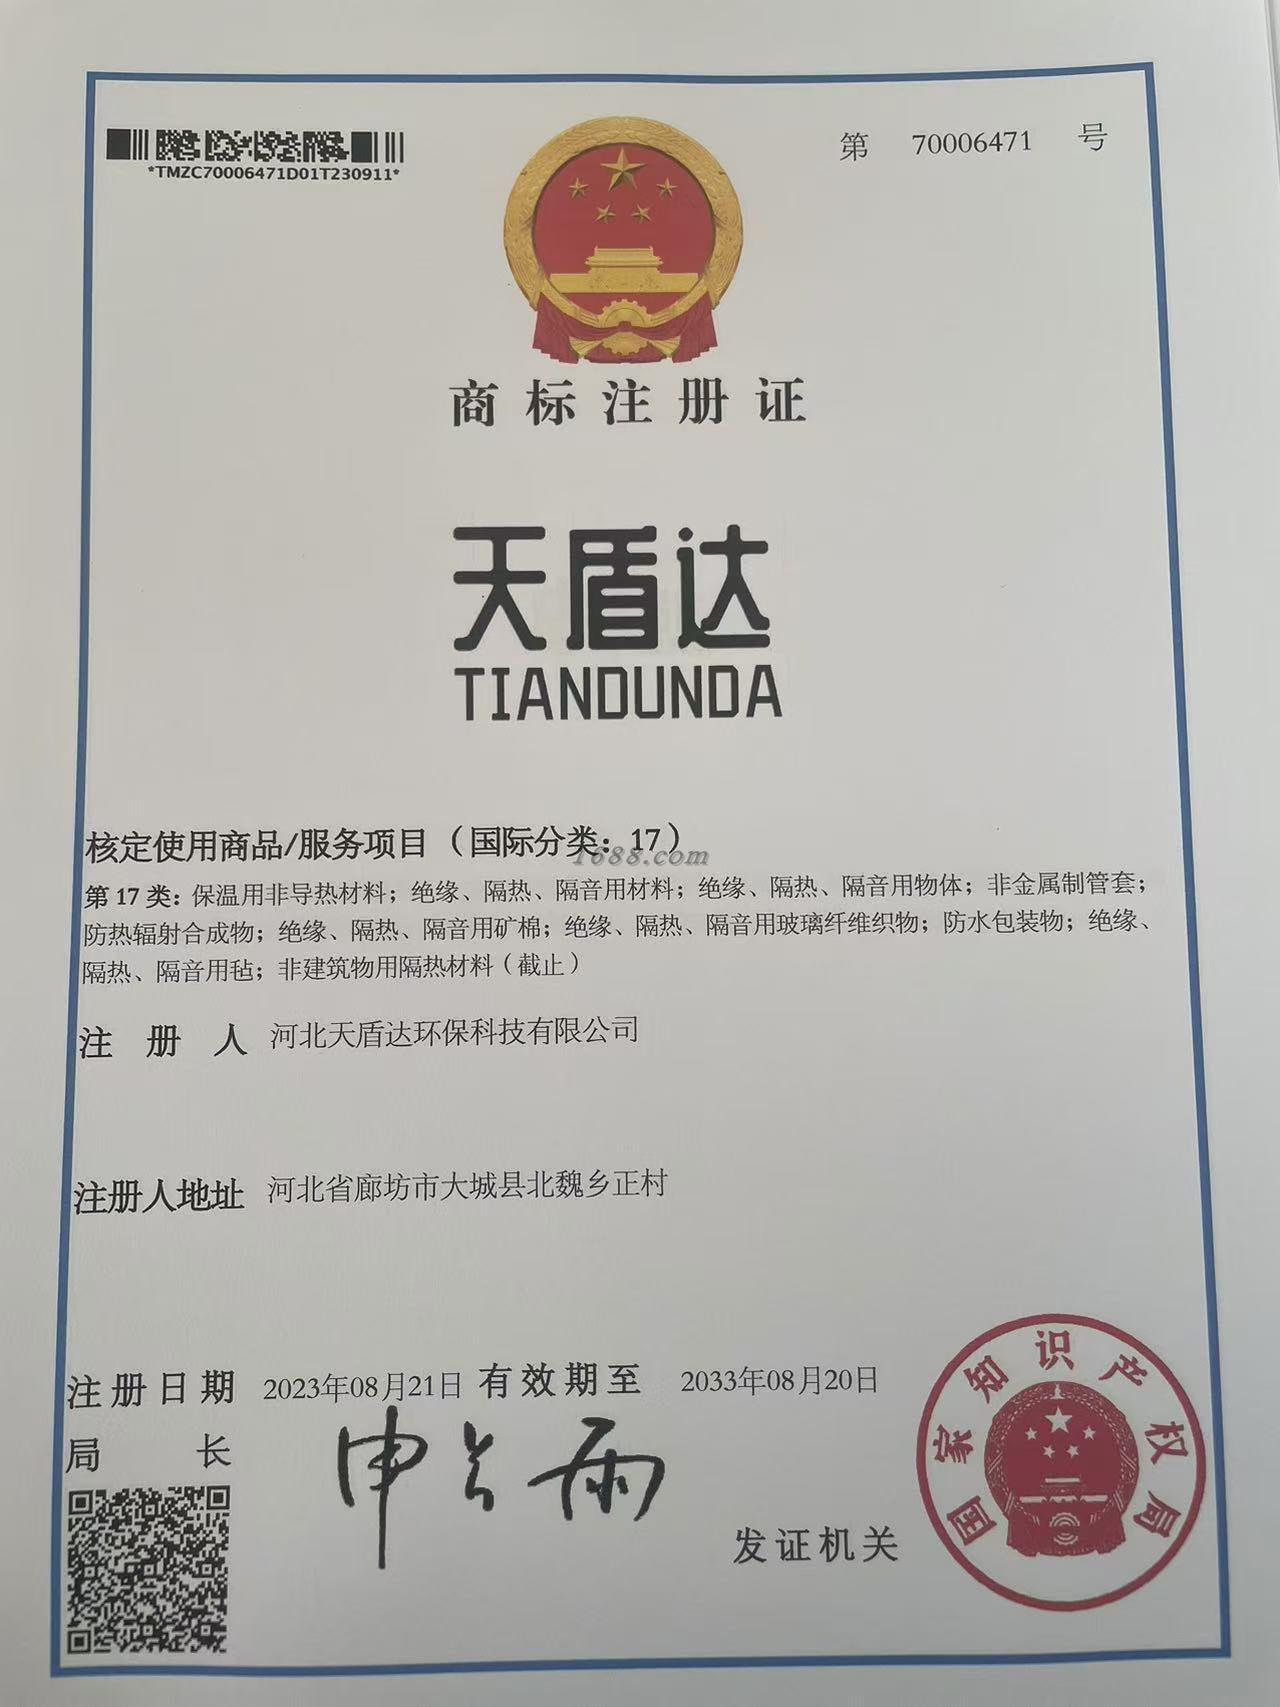 第 70006471 号
*TMZC70006471D01T230911*
商标注册证
天盾达
TIANDUNDA
核定使用商品/服务项目（国际分类：17）
1688.com
第 17 类：保温用非导热材料；绝缘、隔热、隔音用材料；绝缘、隔热、隔音用物体；非金属制管套；
防热辐射合成物；绝缘、隔热、隔音用矿棉；绝缘、隔热、隔音用玻璃纤维织物；防水包装物；绝缘、
隔热、隔音用毡；非建筑物用隔热材料（截止）
注册人 河北天盾达环保科技有限公司
注册人地址 河北省廊坊市大城县北魏乡正村
注册日期 2023年08月21日 有效期至 2033年08月20日
局长 申长雨
发证机关
国家知识产权局